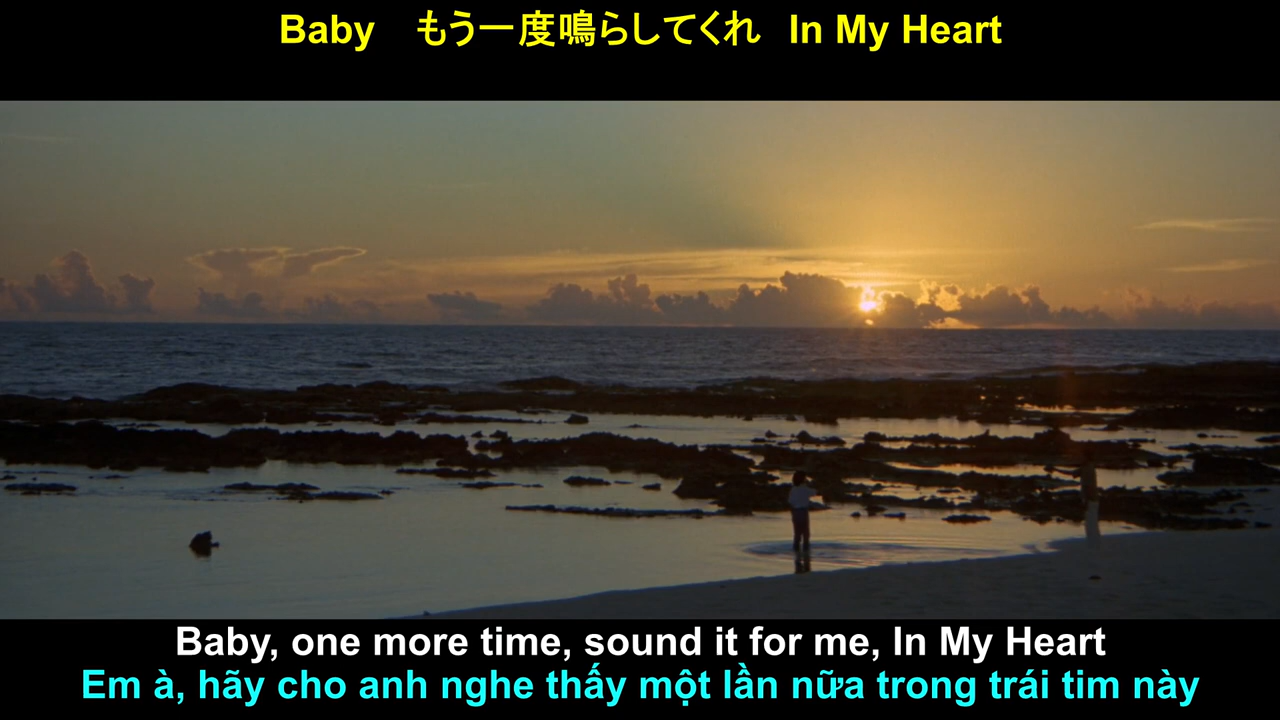 Baby　もう一度鳴らしてくれ　In My Heart
Baby, one more time, sound it for me, In My Heart
Em à, hãy cho anh nghe thấy một lần nữa trong trái tim này